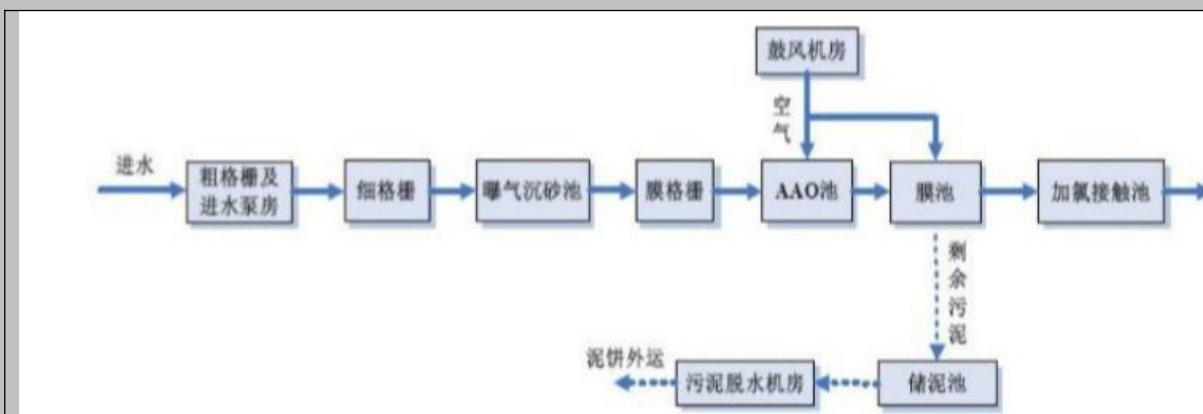 鼓风机房
空
气
进水
粗格栅及
进水泵房
细格栅
曝气沉砂池
膜格栅
AAO池
膜池
加氯接触池
剩
余
污
泥
泥饼外运
污泥脱水机房
储泥池